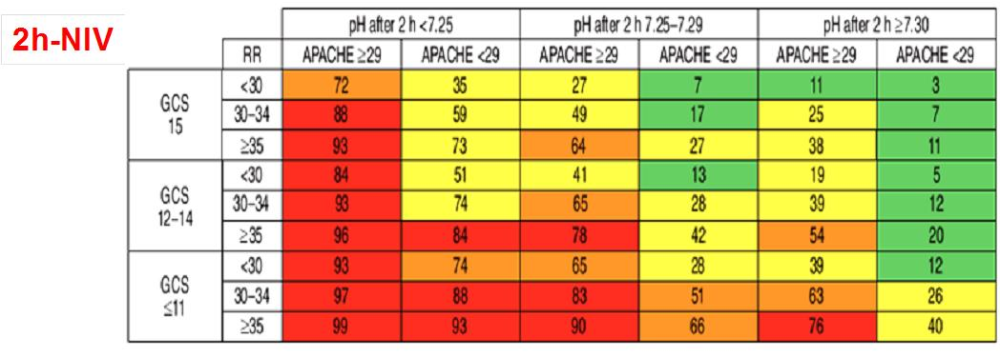 2h-NIV
pH after 2 h <7.25 pH after 2 h 7.25–7.29 pH after 2 h ≥7.30
RR APACHE ≥29 APACHE <29 APACHE ≥29 APACHE <29 APACHE ≥29 APACHE <29
GCS 15
<30 72 35 27 7 11 3
30–34 88 59 49 17 25 7
≥35 93 73 64 27 38 11
GCS 12–14
<30 84 51 41 13 19 5
30–34 93 74 65 28 39 12
≥35 96 84 78 42 54 20
GCS ≤11
<30 93 74 65 28 39 12
30–34 97 88 83 51 63 26
≥35 99 93 90 66 76 40